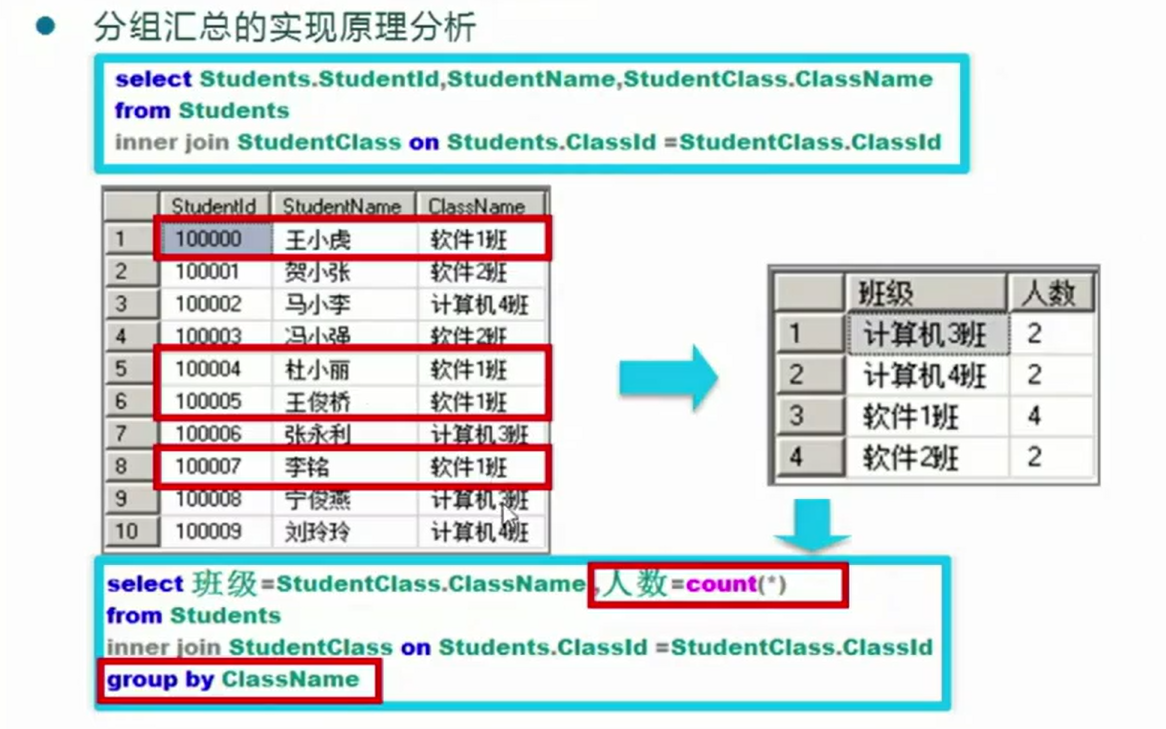 分组汇总的实现原理分析
select Students.StudentId,StudentName,StudentClass.ClassName
from Students
inner join StudentClass on Students.ClassId =StudentClass.ClassId
StudentId StudentName ClassName
1 100000 王小虎 软件1班
2 100001 贺小张 软件2班
3 100002 马小李 计算机4班
4 100003 冯小强 软件2班
5 100004 杜小丽 软件1班
6 100005 王俊桥 软件1班
7 100006 张永利 计算机3班
8 100007 李铭 软件1班
9 100008 宁俊燕 计算机3班
10 100009 刘玲玲 计算机4班
班级 人数
1 计算机3班 2
2 计算机4班 2
3 软件1班 4
4 软件2班 2
select 班级=StudentClass.ClassName,人数=count(*)
from Students
inner join StudentClass on Students.ClassId =StudentClass.ClassId
group by ClassName